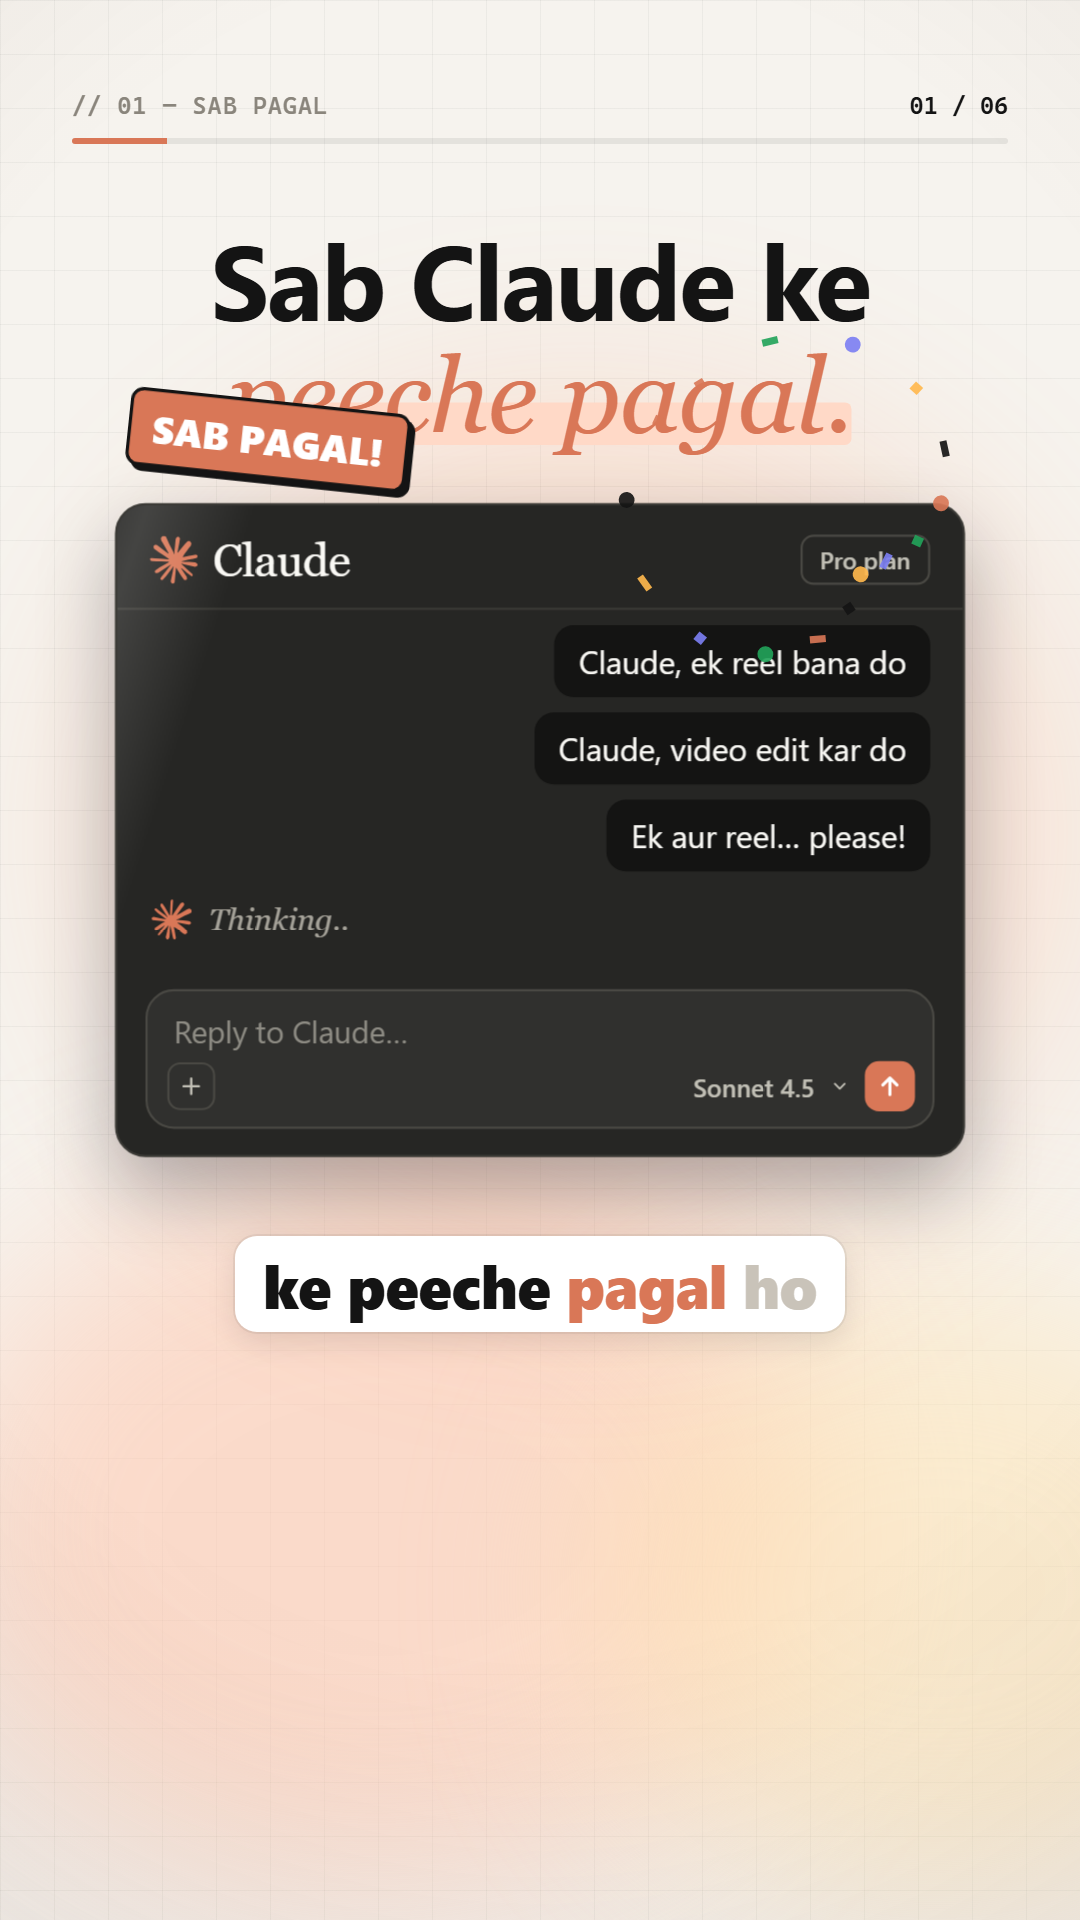 // 01 — SAB PAGAL
01 / 06
Sab Claude ke
peeche pagal.
SAB PAGAL!
Claude
Pro plan
Claude, ek reel bana do
Claude, video edit kar do
Ek aur reel... please!
Thinking..
Reply to Claude...
+
Sonnet 4.5
ke peeche pagal ho